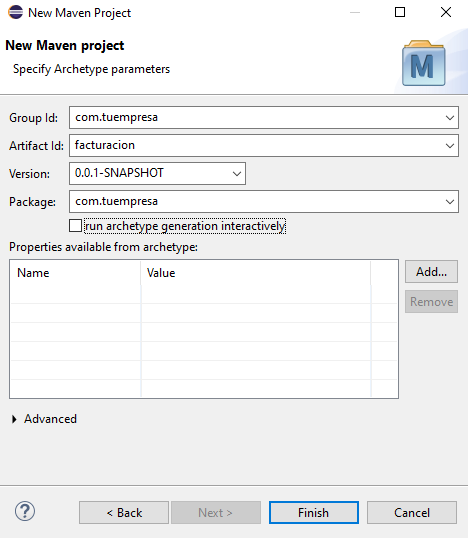 New Maven Project
New Maven project
Specify Archetype parameters
M
Group Id: com.tuempresa
Artifact Id: facturacion
Version: 0.0.1-SNAPSHOT
Package: com.tuempresa
run archetype generation interactively
Properties available from archetype:
Name Value
Add...
Remove
Advanced
? < Back Next > Finish Cancel